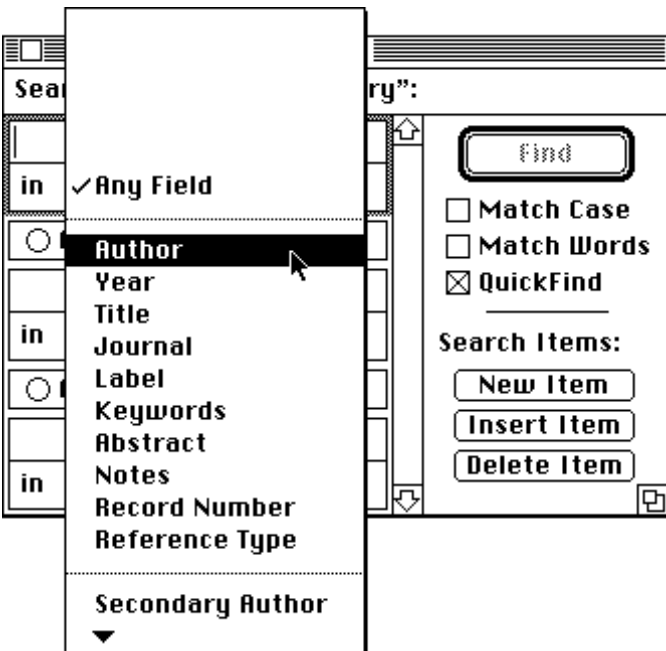 Sear
ry”:
in
✓Any Field
Author
Year
Title
Journal
Label
Keywords
Abstract
Notes
Record Number
Reference Type
Secondary Author
in
in
Find
Match Case
Match Words
QuickFind
Search Items:
New Item
Insert Item
Delete Item